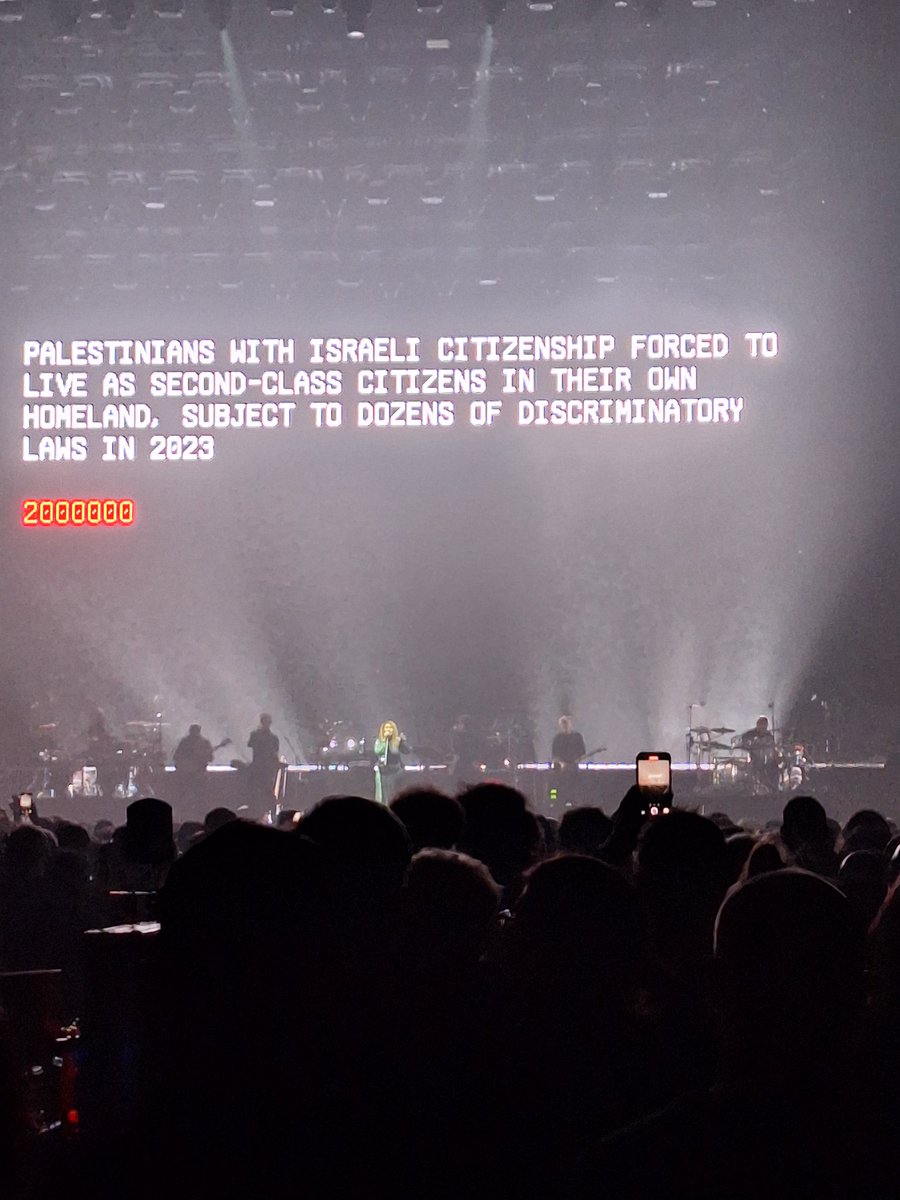 PALESTINIANS WITH ISRAELI CITIZENSHIP FORCED TO
LIVE AS SECOND-CLASS CITIZENS IN THEIR OWN
HOMELAND, SUBJECT TO DOZENS OF DISCRIMINATORY
LAWS IN 2023
2000000